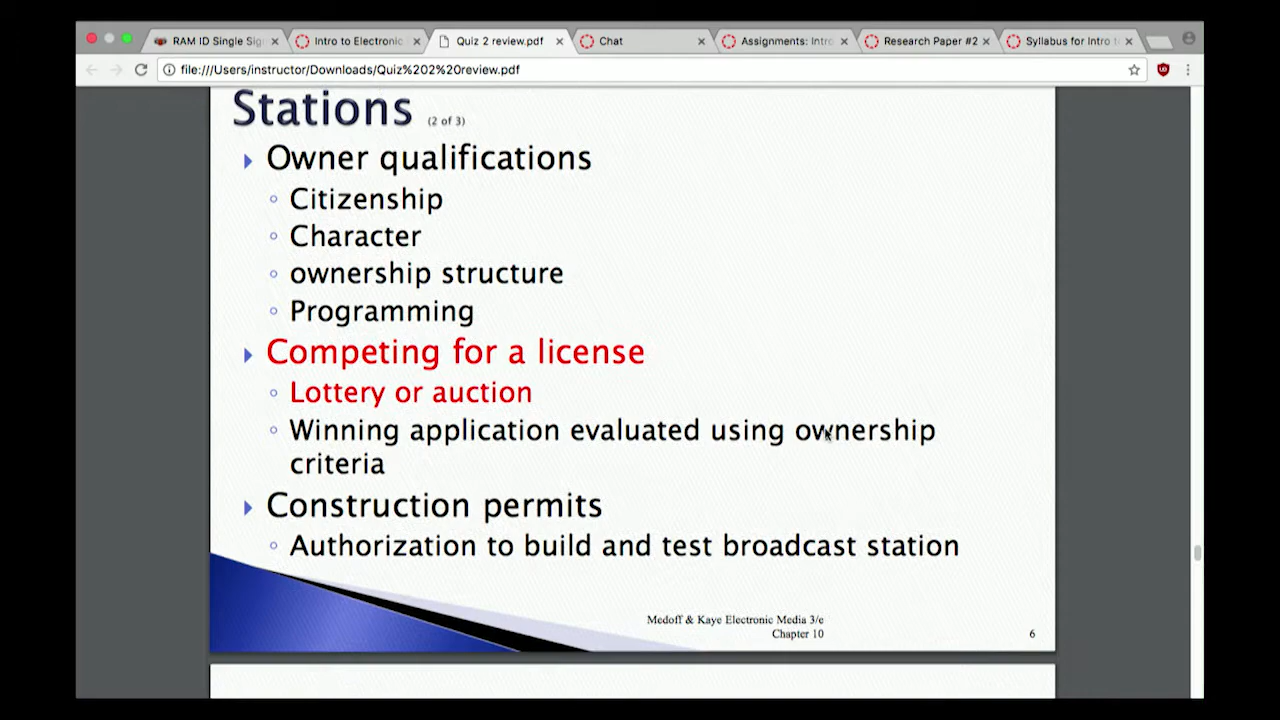 RAM ID Single Sig
Intro to Electronic
Quiz 2 review.pdf
Chat
Assignments: Intro
Research Paper #2
Syllabus for Intro t
file:///Users/instructor/Downloads/Quiz%202%20review.pdf
Stations (2 of 3)
Owner qualifications
Citizenship
Character
ownership structure
Programming
Competing for a license
Lottery or auction
Winning application evaluated using ownership
criteria
Construction permits
Authorization to build and test broadcast station
Medoff & Kaye Electronic Media 3/e
Chapter 10
6